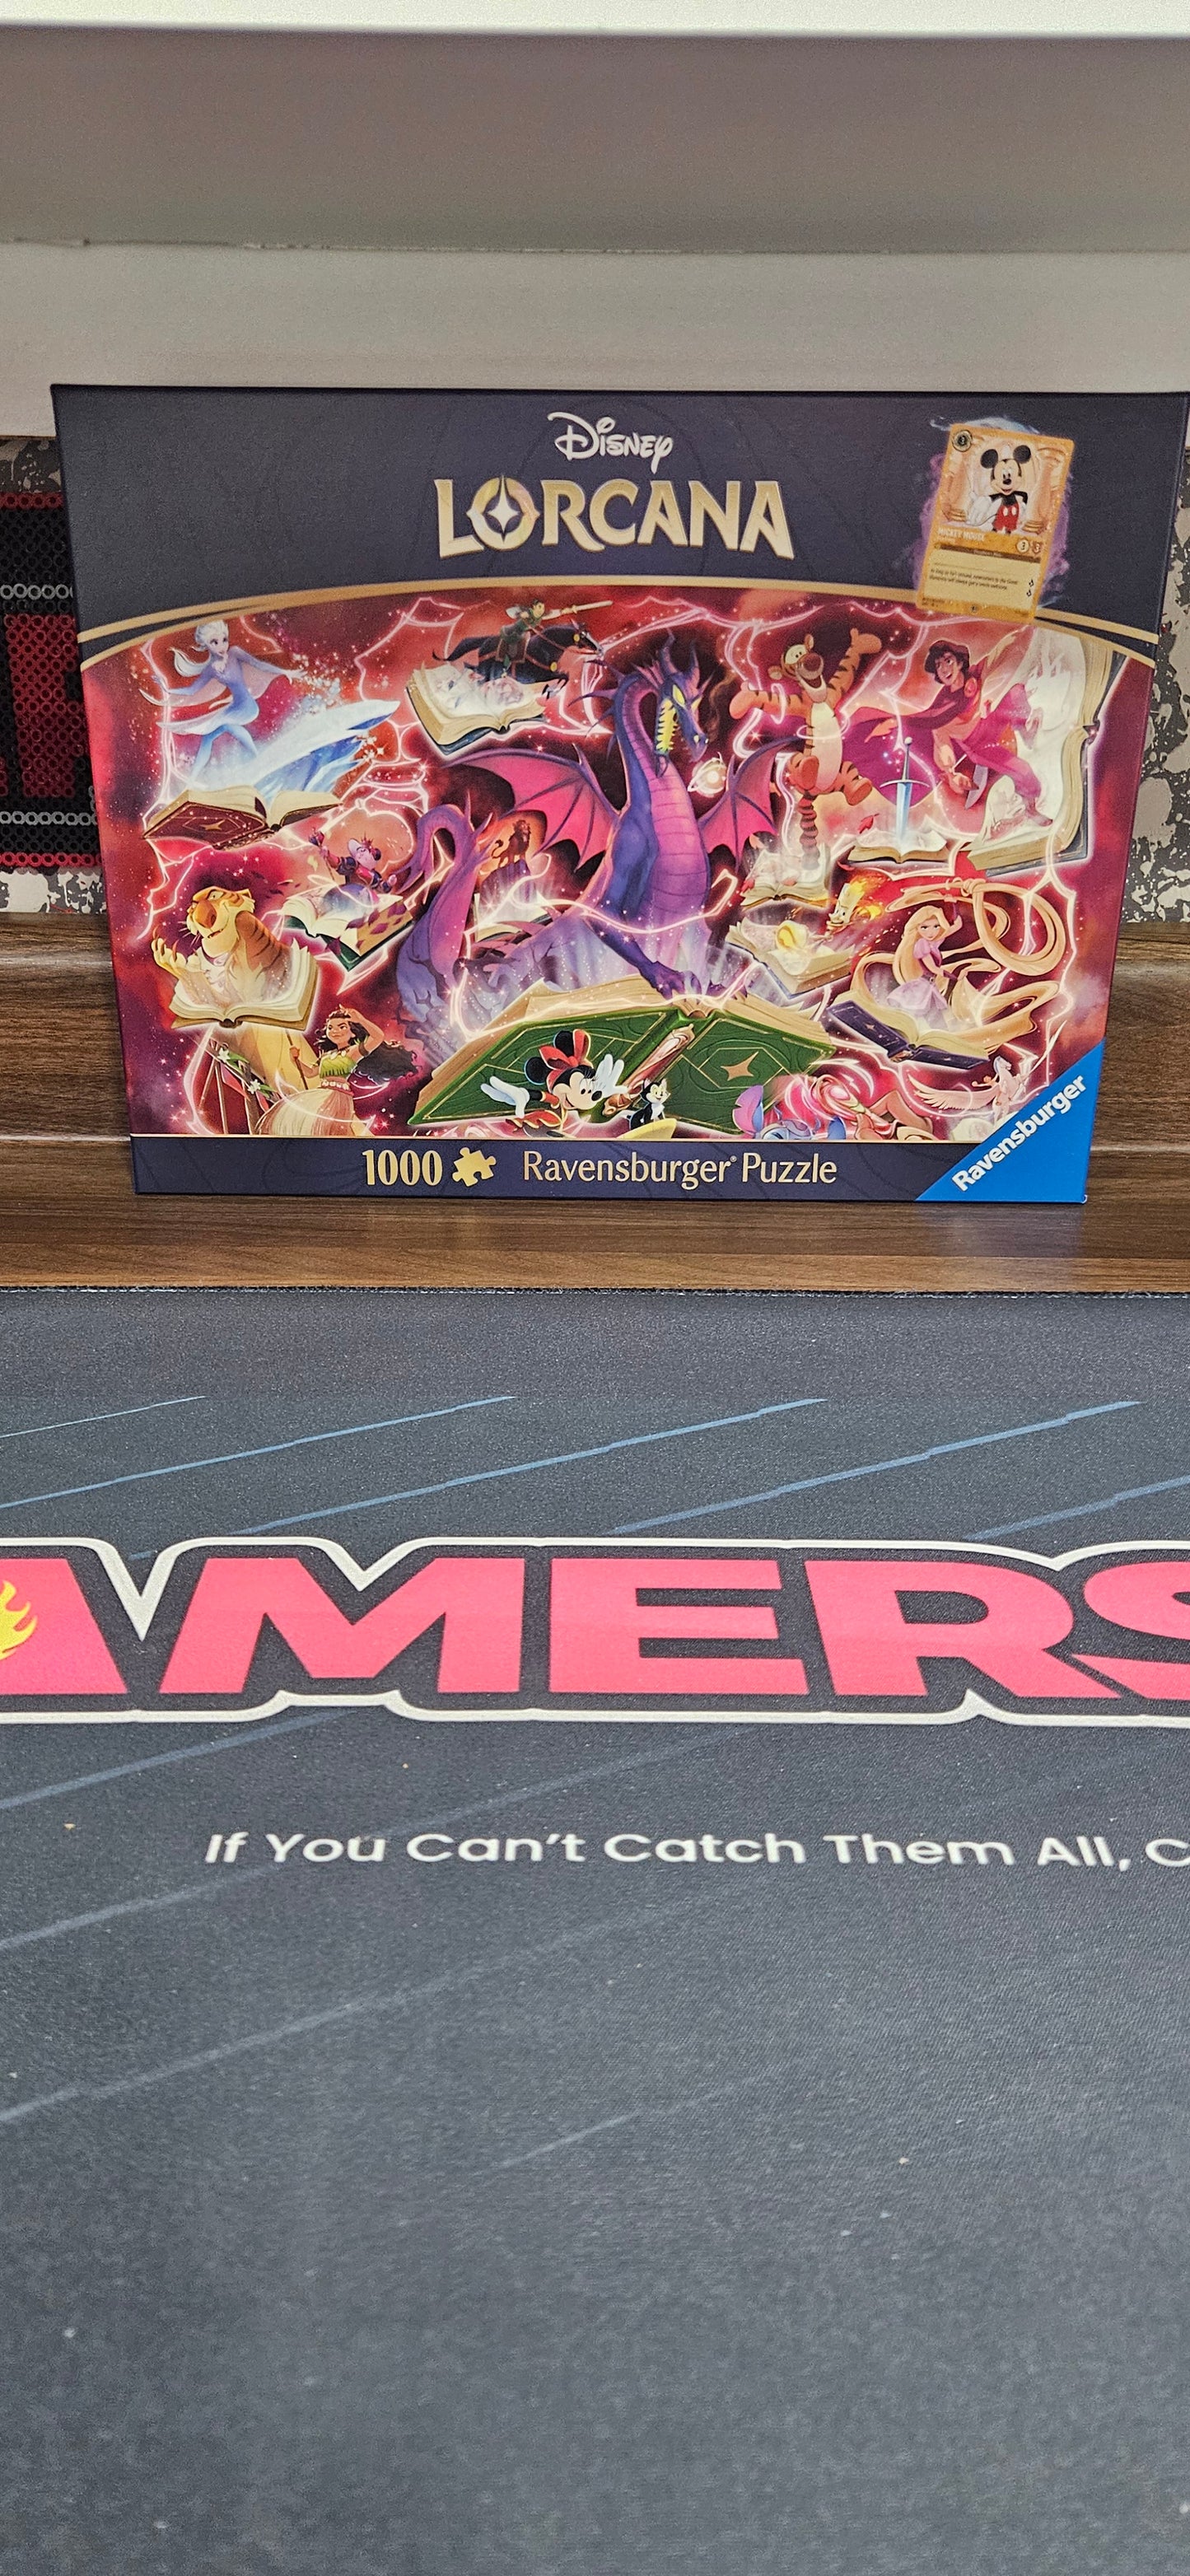 Disney
LORCANA
MICKEY MOUSE
1000 Ravensburger® Puzzle
Ravensburger
AMERS
If You Can't Catch Them All, C